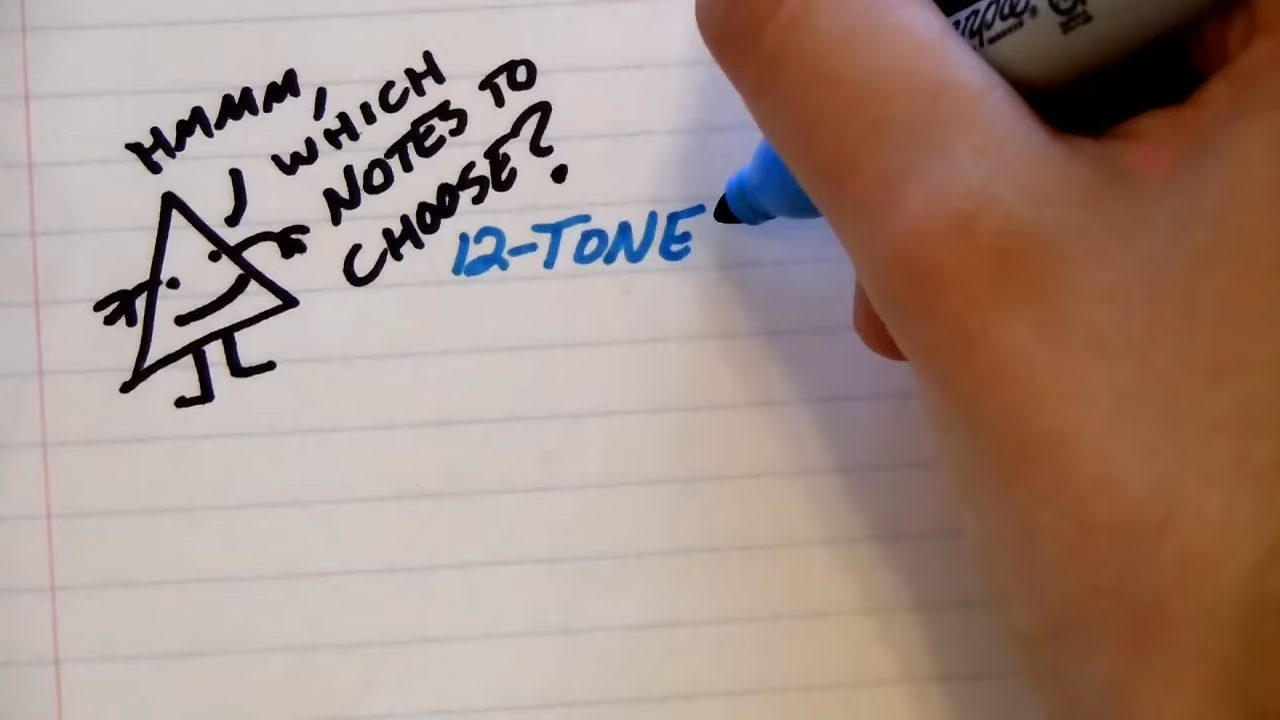 HMMM,
WHICH
NOTES TO
CHOOSE?
12-TONE